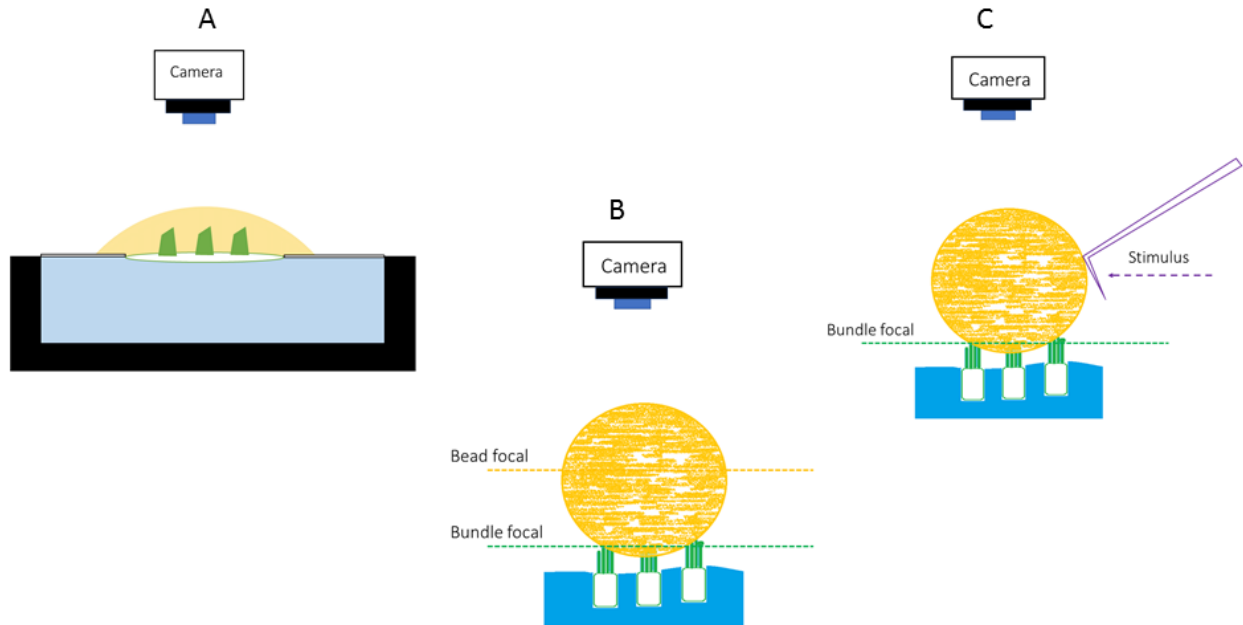 A
Camera
B
Camera
Bead focal
Bundle focal
C
Camera
Stimulus
Bundle focal